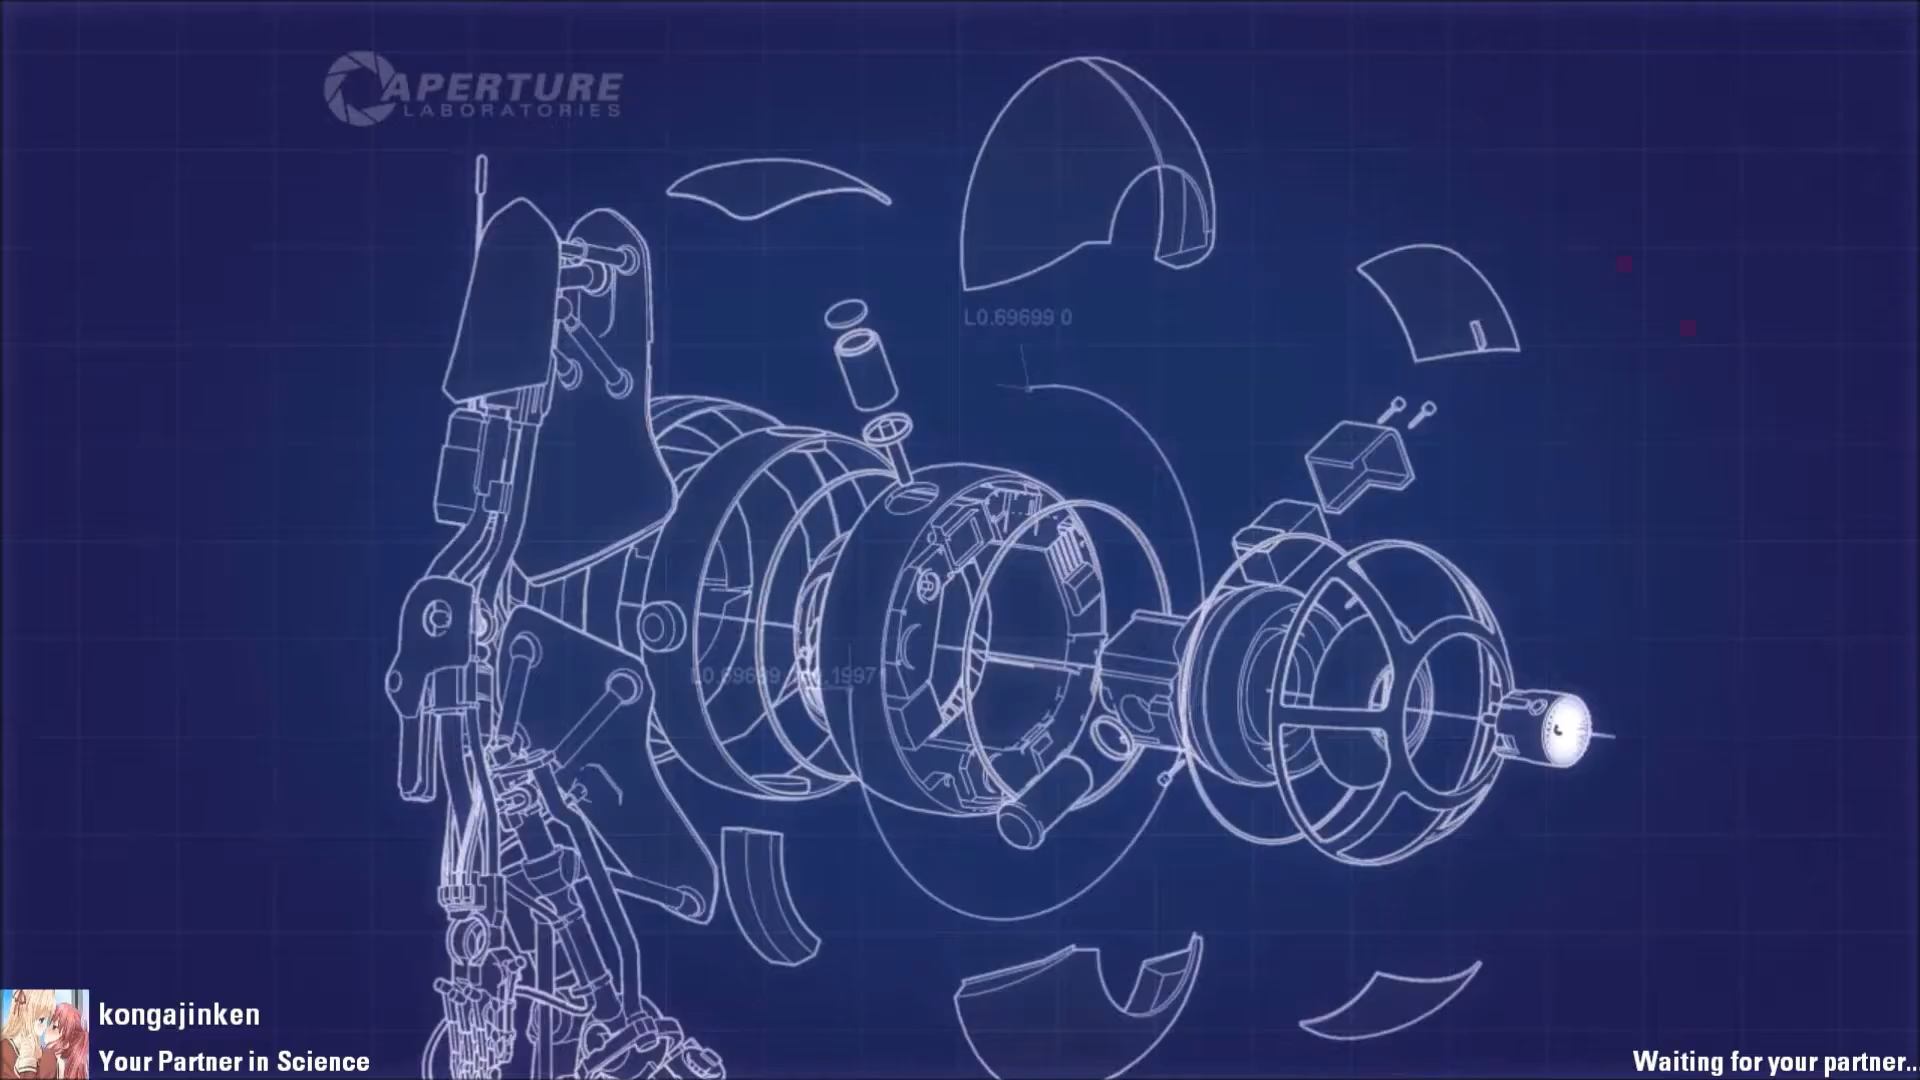 APERTURE
LABORATORIES
L0.69699 0
kongajinken
Your Partner in Science
Waiting for your partner...